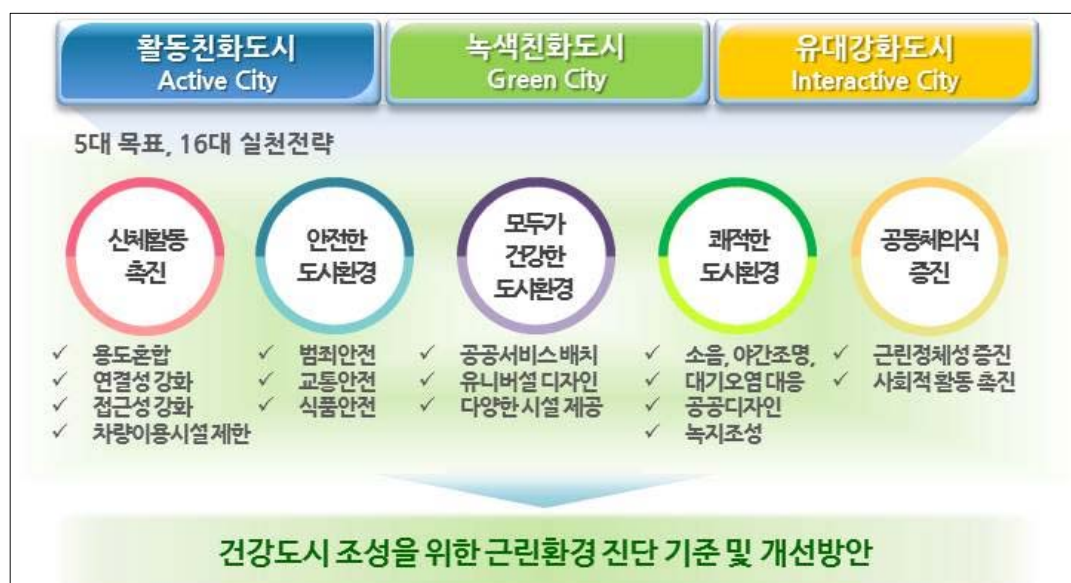 활동친화도시
Active City
녹색친화도시
Green City
유대강화도시
Interactive City
5대 목표, 16대 실천전략
신체활동
촉진
안전한
도시환경
모두가
건강한
도시환경
쾌적한
도시환경
공동체의식
증진
✓ 용도혼합
✓ 연결성 강화
✓ 접근성 강화
✓ 차량이용시설 제한
✓ 범죄안전
✓ 교통안전
✓ 식품안전
✓ 공공서비스 배치
✓ 유니버설 디자인
✓ 다양한 시설 제공
✓ 소음, 야간조명,
✓ 대기오염 대응
✓ 공공디자인
✓ 녹지조성
✓ 근린정체성 증진
✓ 사회적 활동 촉진
건강도시 조성을 위한 근린환경 진단 기준 및 개선방안